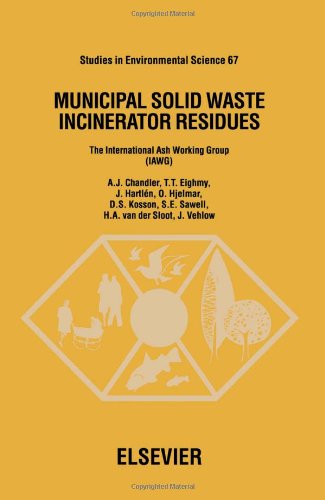 Studies in Environmental Science 67
MUNICIPAL SOLID WASTE
INCINERATOR RESIDUES
The International Ash Working Group
(IAWG)
A.J. Chandler, T.T. Eighmy,
J. Hartlén, O. Hjelmar,
D.S. Kosson, S.E. Sawell,
H.A. van der Sloot, J. Vehlow
ELSEVIER